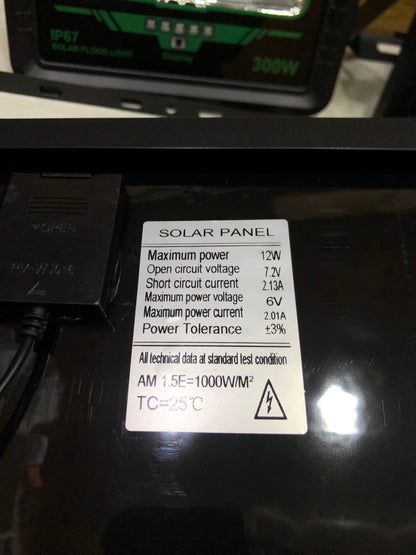 IP67
SOLAR FLOOD LIGHT
Display
300W
▽OPEN
SOLAR PANEL
Maximum power 12W
Open circuit voltage 7.2V
Short circuit current 2.13A
Maximum power voltage 6V
Maximum power current 2.01A
Power Tolerance ±3%
All technical data at standard test condition
AM 1.5E=1000W/M²
TC=25℃